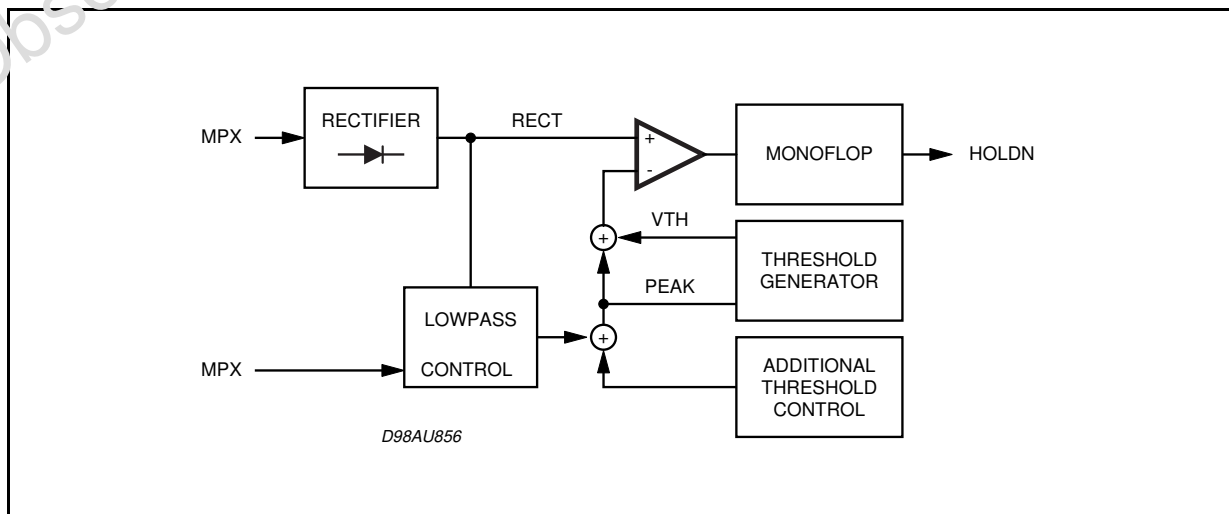 MPX
RECTIFIER
RECT
+
-
MONOFLOP
HOLDN
VTH
+
THRESHOLD
GENERATOR
PEAK
LOWPASS
CONTROL
+
MPX
ADDITIONAL
THRESHOLD
CONTROL
D98AU856